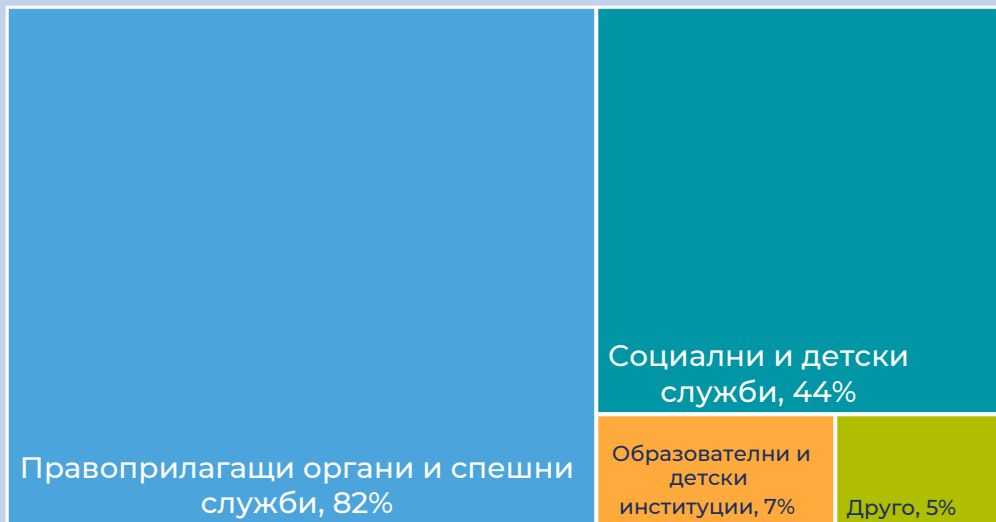 Правоприлагащи органи и спешни
служби, 82%
Социални и детски
служби, 44%
Образователни и
детски
институции, 7%
Друго, 5%